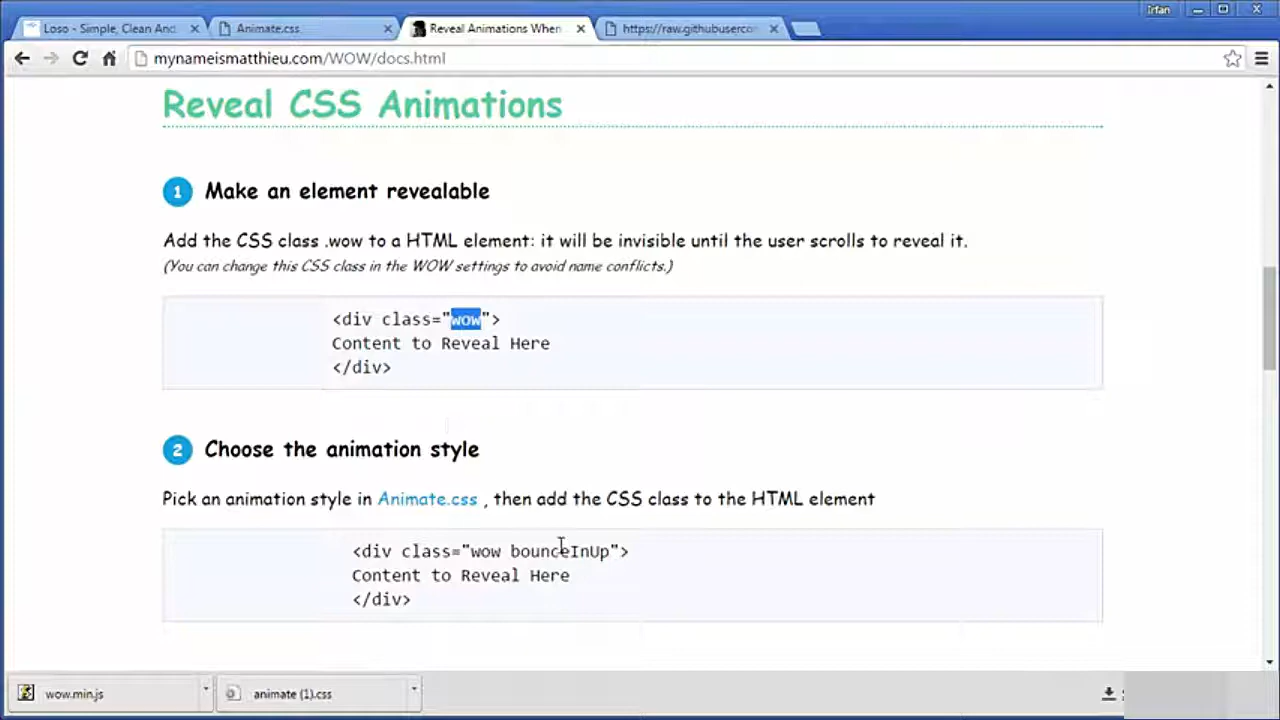 Irfan
Loso - Simple, Clean And
Animate.css
Reveal Animations When
https://raw.githubuserco
mynameismatthieu.com/WOW/docs.html
Reveal CSS Animations
1 Make an element revealable
Add the CSS class .wow to a HTML element: it will be invisible until the user scrolls to reveal it.
(You can change this CSS class in the WOW settings to avoid name conflicts.)
<div class="wow">
Content to Reveal Here
</div>
2 Choose the animation style
Pick an animation style in Animate.css , then add the CSS class to the HTML element
<div class="wow bounceInUp">
Content to Reveal Here
</div>
wow.min.js
animate (1).css